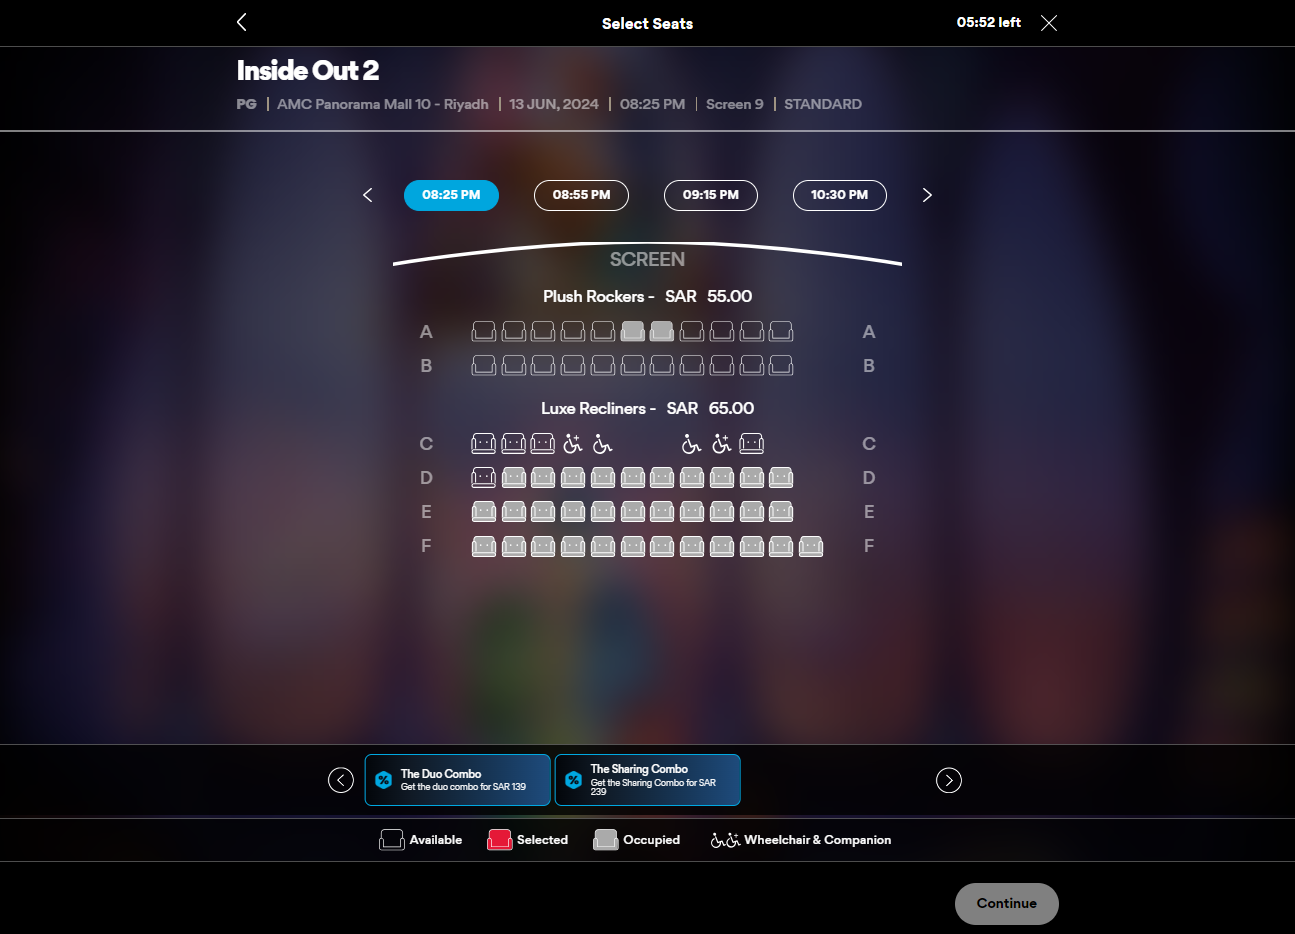 Select Seats
05:52 left
Inside Out 2
PG | AMC Panorama Mall 10 - Riyadh | 13 JUN, 2024 | 08:25 PM | Screen 9 | STANDARD
08:25 PM 08:55 PM 09:15 PM 10:30 PM
SCREEN
Plush Rockers - SAR 55.00
A A
B B
Luxe Recliners - SAR 65.00
C C
D D
E E
F F
The Duo Combo
Get the duo combo for SAR 139
The Sharing Combo
Get the Sharing Combo for SAR
239
Available Selected Occupied Wheelchair & Companion
Continue